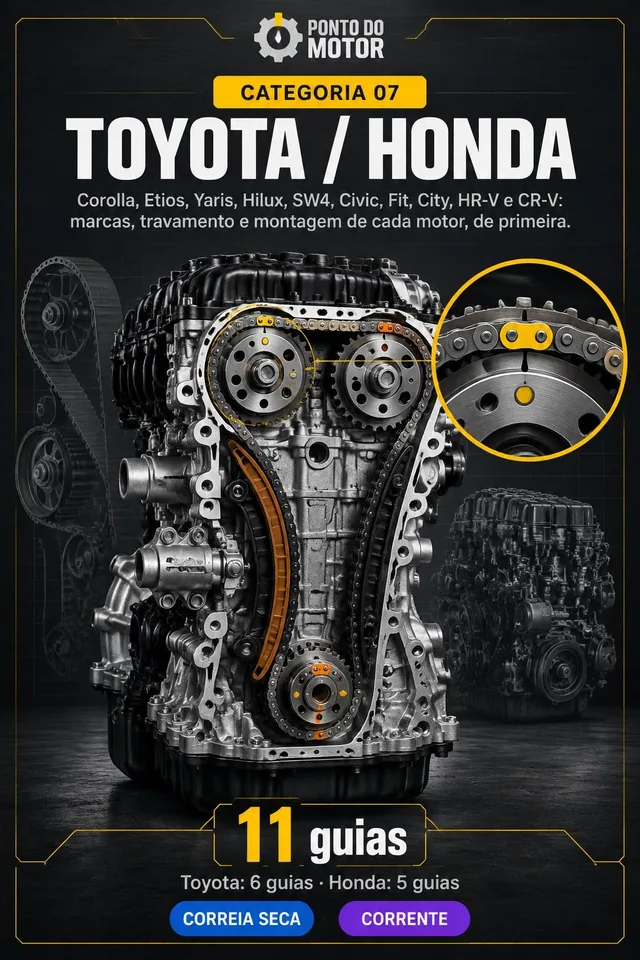 PONTO DO
MOTOR
CATEGORIA 07
TOYOTA / HONDA
Corolla, Etios, Yaris, Hilux, SW4, Civic, Fit, City, HR-V e CR-V:
marcas, travamento e montagem de cada motor, de primeira.
11 guias
Toyota: 6 guias · Honda: 5 guias
CORREIA SECA
CORRENTE